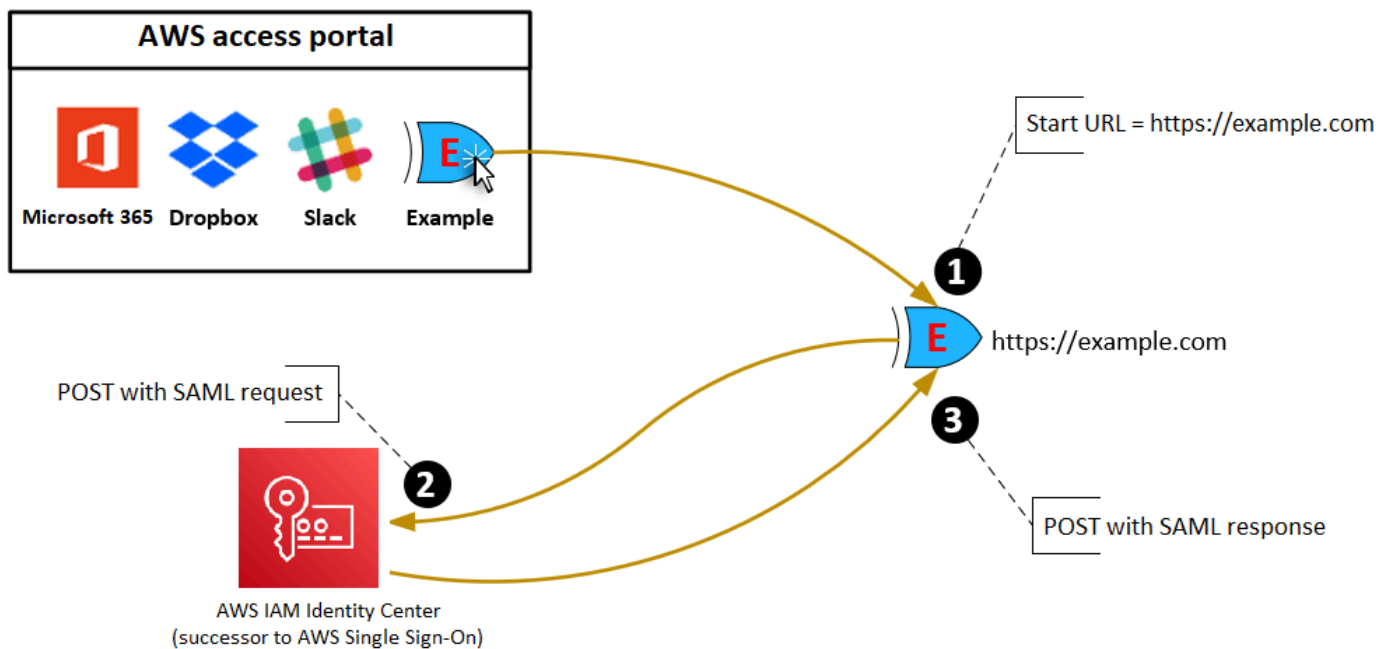 AWS access portal
Microsoft 365
Dropbox
Slack
E
Example
Start URL = https://example.com
1
E
https://example.com
POST with SAML request
2
3
POST with SAML response
AWS IAM Identity Center
(successor to AWS Single Sign-On)